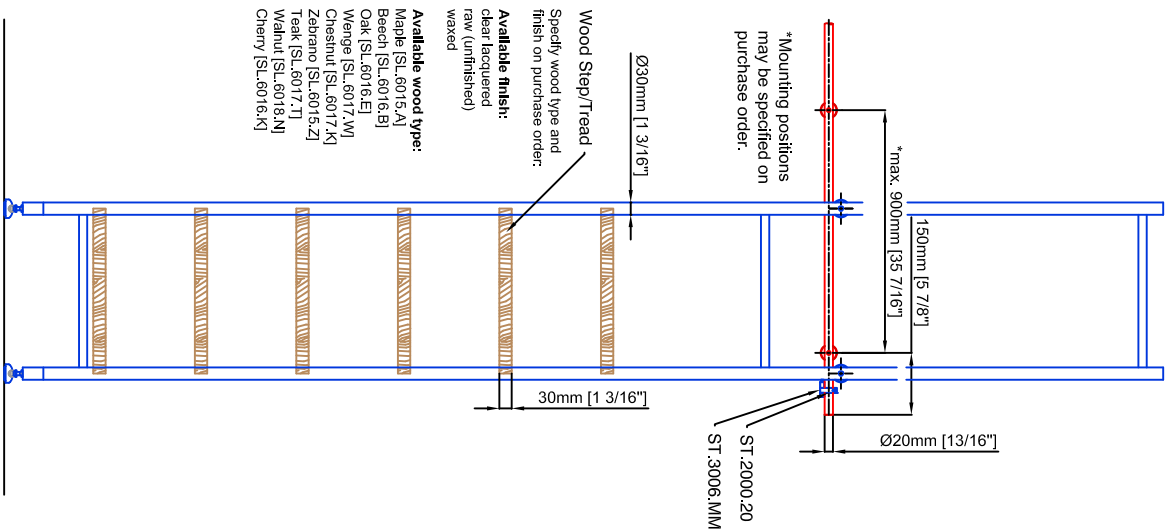 *Mounting positions
may be specified on
purchase order.
*max. 900mm [35 7/16"]
150mm [5 7/8"]
Ø20mm [13/16"]
ST.2000.20
ST.3006.MM
Ø30mm [1 3/16"]
30mm [1 3/16"]
Wood Step/Tread
Specify wood type and
finish on purchase order:
Available finish:
clear lacquered
raw (unfinished)
waxed
Available wood type:
Maple [SL.6015.A]
Beech [SL.6016.B]
Oak [SL.6016.E]
Wenge [SL.6017.W]
Chestnut [SL.6017.K]
Zebrano [SL.6015.Z]
Teak [SL.6017.T]
Walnut [SL.6018.N]
Cherry [SL.6016.K]